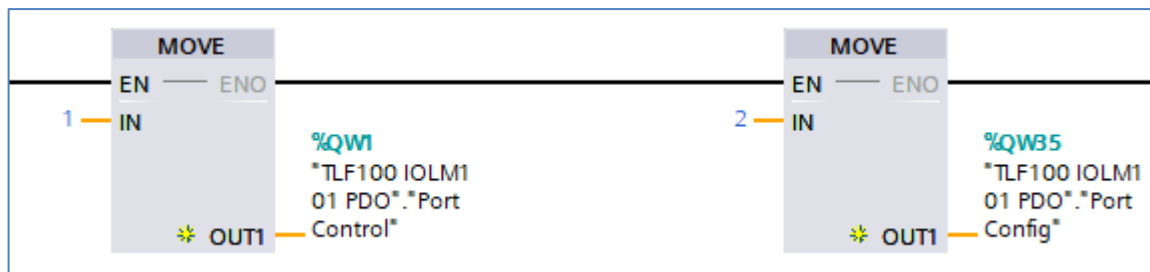 MOVE
EN ENO
1 IN
%QW1
"TLF100 IOLM1
01 PDO"."Port
Control"
OUT1
MOVE
EN ENO
2 IN
%QW35
"TLF100 IOLM1
01 PDO"."Port
Config"
OUT1